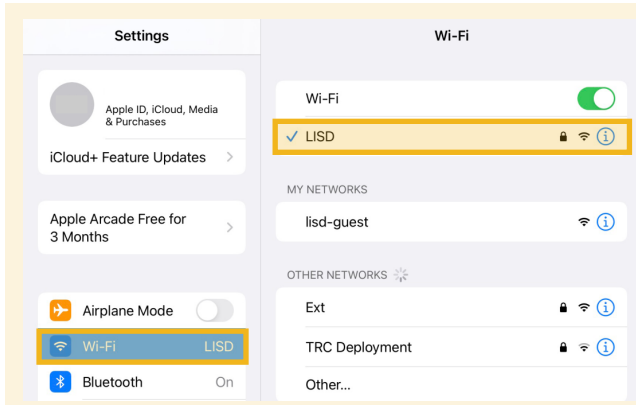 Settings
Apple ID, iCloud, Media
& Purchases
iCloud+ Feature Updates
Apple Arcade Free for
3 Months
Airplane Mode
Wi-Fi LISD
Bluetooth On
Wi-Fi
Wi-Fi
LISD
MY NETWORKS
lisd-guest
OTHER NETWORKS
Ext
TRC Deployment
Other...